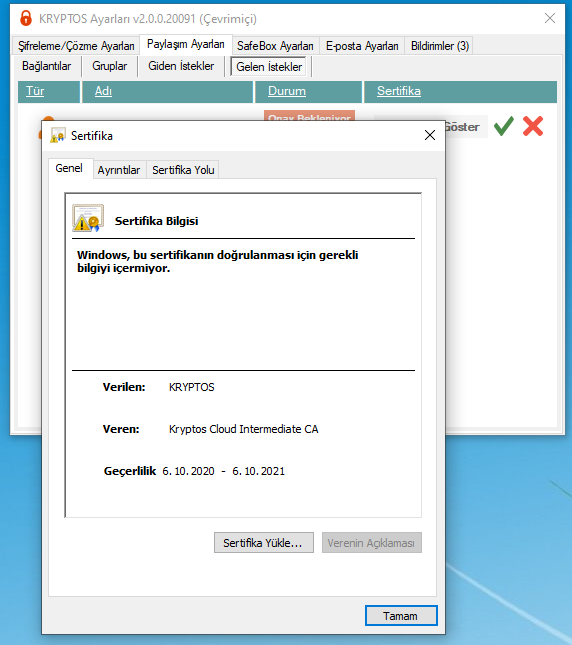 KRYPTOS Ayarları v2.0.0.20091 (Çevrimiçi)
Şifreleme/Çözme Ayarları Paylaşım Ayarları SafeBox Ayarları E-posta Ayarları Bildirimler (3)
Bağlantılar Gruplar Giden İstekler Gelen İstekler
Tür Adı Durum Sertifika
Onay Bekleniyor
Göster
Sertifika
Genel Ayrıntılar Sertifika Yolu
Sertifika Bilgisi
Windows, bu sertifikanın doğrulanması için gerekli
bilgiyi içermiyor.
Verilen: KRYPTOS
Veren: Kryptos Cloud Intermediate CA
Geçerlilik 6.10.2020 - 6.10.2021
Sertifika Yükle... Verenin Açıklaması
Tamam